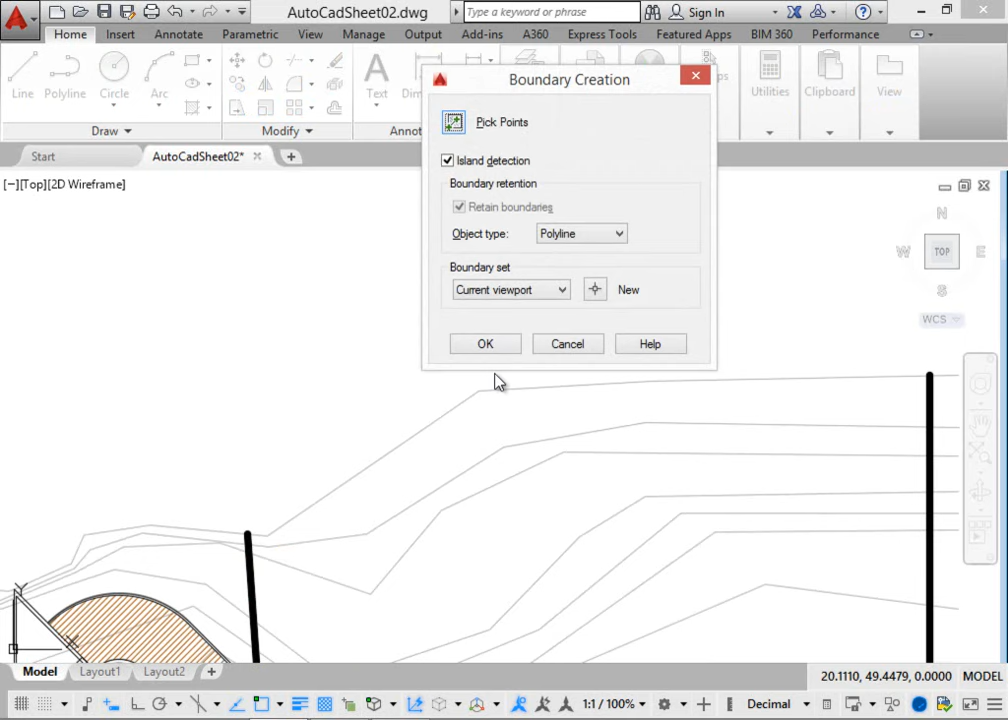 AutoCadSheet02.dwg
Type a keyword or phrase
Sign In
Home Insert Annotate Parametric View Manage Output Add-ins A360 Express Tools Featured Apps BIM 360 Performance
Line Polyline Circle Arc Text Utilities Clipboard View
Draw Modify
Start AutoCadSheet02*
[−][Top][2D Wireframe]
Boundary Creation
Pick Points
Island detection
Boundary retention
Retain boundaries
Object type: Polyline
Boundary set
Current viewport New
OK Cancel Help
N
W TOP E
S
WCS
Y
X
Model Layout1 Layout2
20.1110, 49.4479, 0.0000 MODEL
1:1 / 100% Decimal